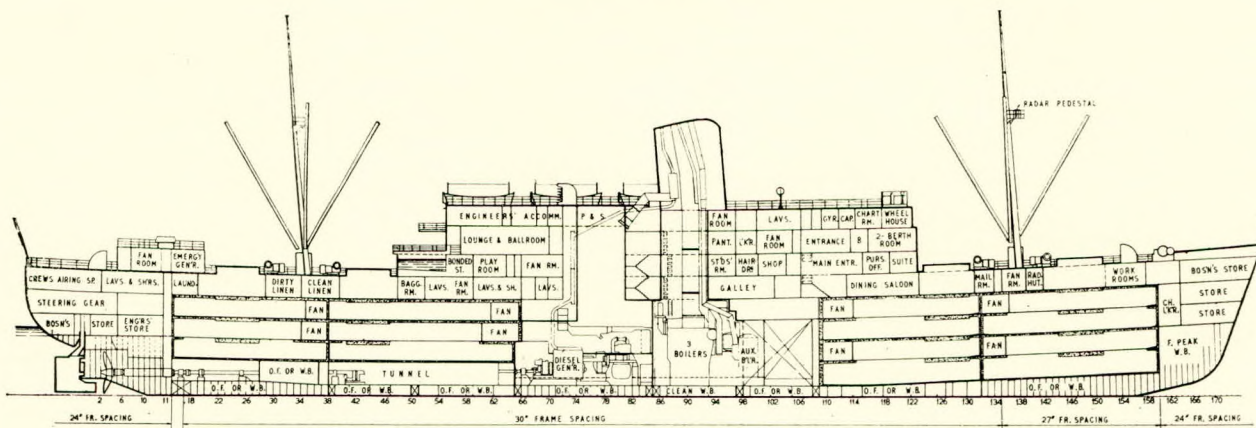 RADAR PEDESTAL
ENGINEERS' ACCOMM. P & S.
FAN ROOM
LAVS.
GYR.
CAP.
CHART RM.
WHEEL HOUSE
LOUNGE & BALLROOM
PANT.
L'K'R.
FAN ROOM
ENTRANCE
B
2-BERTH ROOM
FAN ROOM
EMERGY GEN'R.
BONDED ST.
PLAY ROOM
FAN RM.
ST'DS' RM.
HAIR DRR
SHOP
MAIN ENTR.
PURS. OFF.
SUITE
CREWS AIRING SP.
LAVS. & SHRS.
LAUND.
DIRTY LINEN
CLEAN LINEN
BAGG. RM.
LAVS.
FAN RM.
LAVS. & SH.
LAVS.
GALLEY
DINING SALOON
MAIL RM.
FAN RM.
RAD. HUT.
WORK ROOMS
BOS'N'S STORE
STEERING GEAR
FAN
FAN
FAN
CH. L'K'R.
STORE
BOS'N'S
STORE
ENG'RS' STORE
FAN
FAN
FAN
FAN
STORE
FAN
3 BOILERS
AUX. B'L'R.
F. PEAK W.B.
DIESEL GEN'R.
O.F. OR W.B.
TUNNEL
O.F. OR W.B.
O.F. OR W.B.
O.F. OR W.B.
O.F. OR W.B.
CLEAN W.B.
O.F. OR W.B.
O.F. OR W.B.
O.F. OR W.B.
2 6 10 11 18 22 26 30 34 38 42 46 50 54 58 62 66 70 74 78 82 86 90 94 98 102 106 110 114 118 122 126 130 134 138 142 146 150 154 158 162 166 170
24" FR. SPACING
30" FRAME SPACING
27" FR. SPACING
24" FR. SPACING